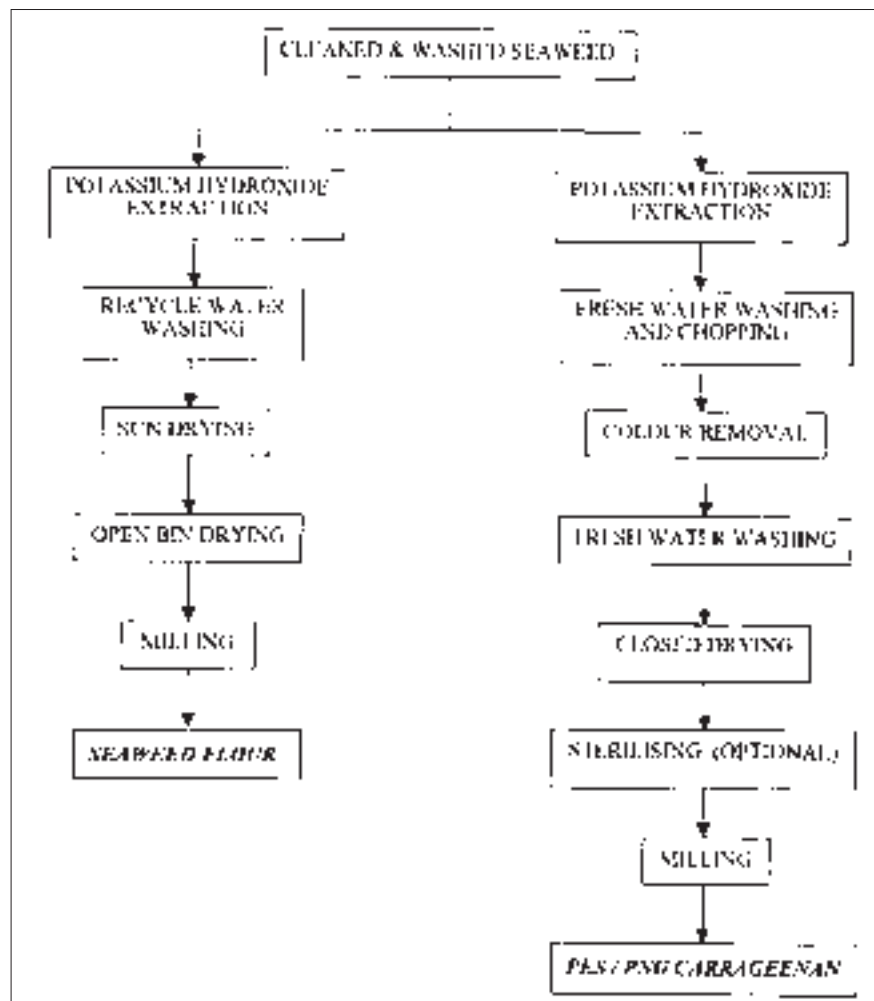 CLEANED & WASHED SEAWEED
POTASSIUM HYDROXIDE
EXTRACTION
RECYCLE WATER
WASHING
SUN DRYING
OPEN BIN DRYING
MILLING
SEAWEED FLOUR
POTASSIUM HYDROXIDE
EXTRACTION
FRESH WATER WASHING
AND CHOPPING
COLOUR REMOVAL
FRESH WATER WASHING
CLOSED DRYING
STERILISING (OPTIONAL)
MILLING
PES / PNG CARRAGEENAN